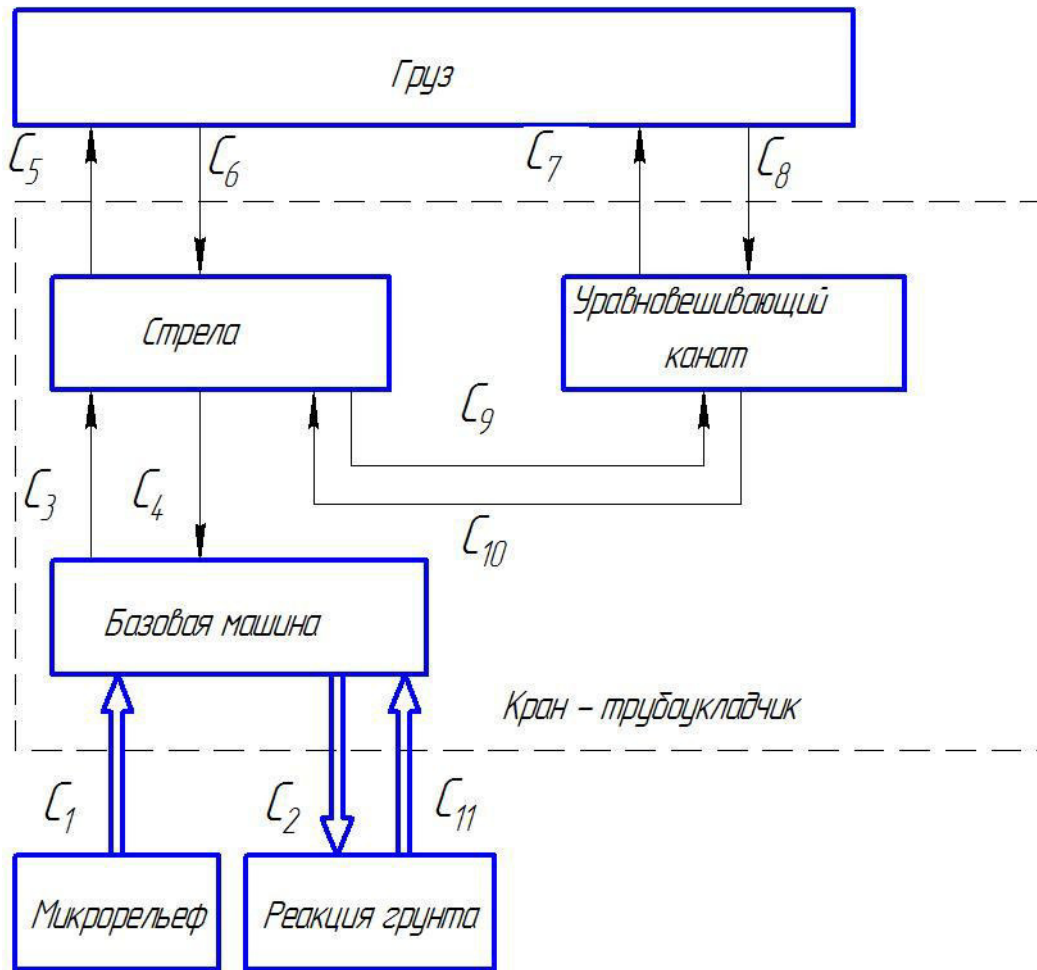 Груз
C5
C6
C7
C8
Стрела
Уравновешивающий
канат
C9
C3
C4
C10
Базовая машина
Кран – трубоукладчик
C1
C2
C11
Микрорельеф
Реакция грунта